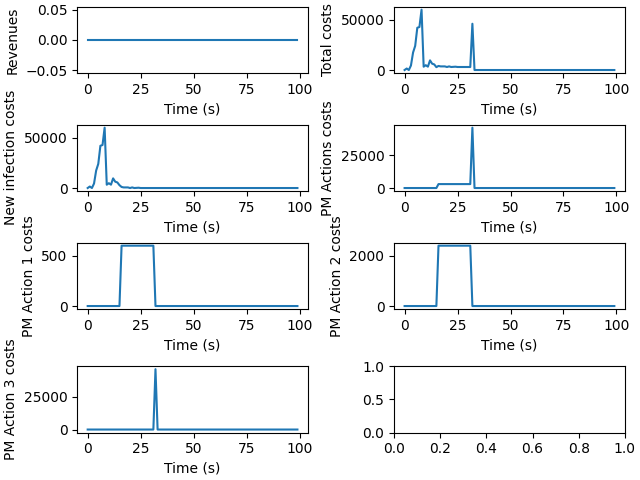 Revenues
0.05
0.00
−0.05
0 25 50 75 100
Time (s)
Total costs
50000
0
0 25 50 75 100
Time (s)
New infection costs
50000
0
0 25 50 75 100
Time (s)
PM Actions costs
25000
0
0 25 50 75 100
Time (s)
PM Action 1 costs
500
0
0 25 50 75 100
Time (s)
PM Action 2 costs
2000
0
0 25 50 75 100
Time (s)
PM Action 3 costs
25000
0
0 25 50 75 100
Time (s)
1.0
0.5
0.0
0.0 0.2 0.4 0.6 0.8 1.0